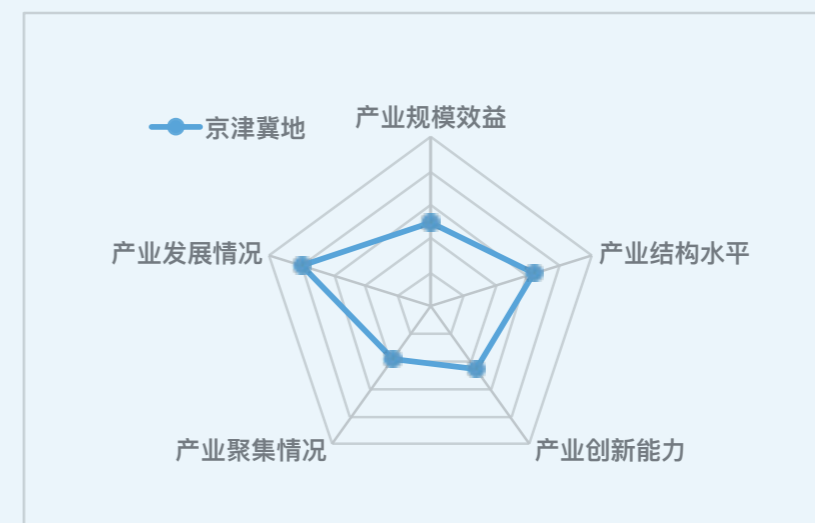 京津冀地
产业规模效益
产业发展情况
产业结构水平
产业聚集情况
产业创新能力